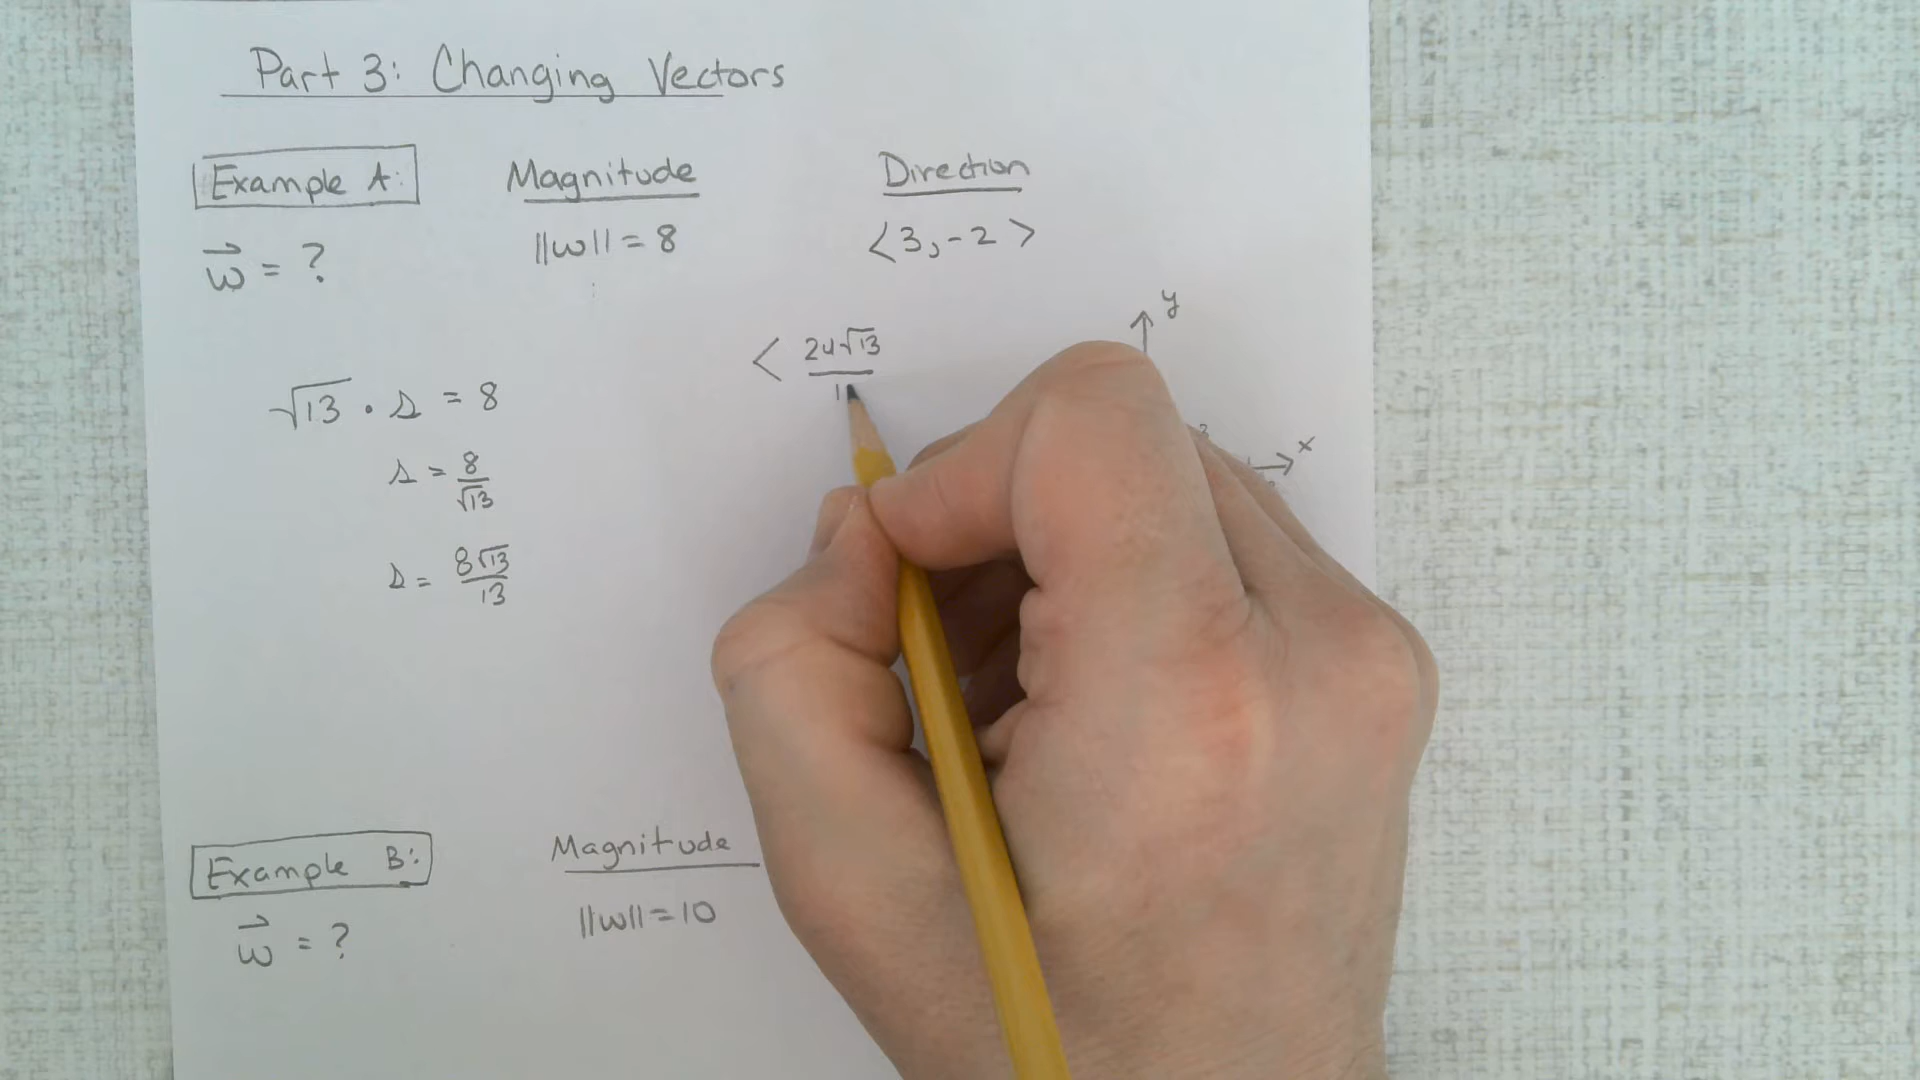 Part 3: Changing Vectors
Example A: Magnitude Direction
w⃗ = ? ||w|| = 8 <3, -2>
y
< 24√13
1
√13 · s = 8
x
s = 8/√13
s = 8√13/13
Example B: Magnitude
w⃗ = ? ||w|| = 10